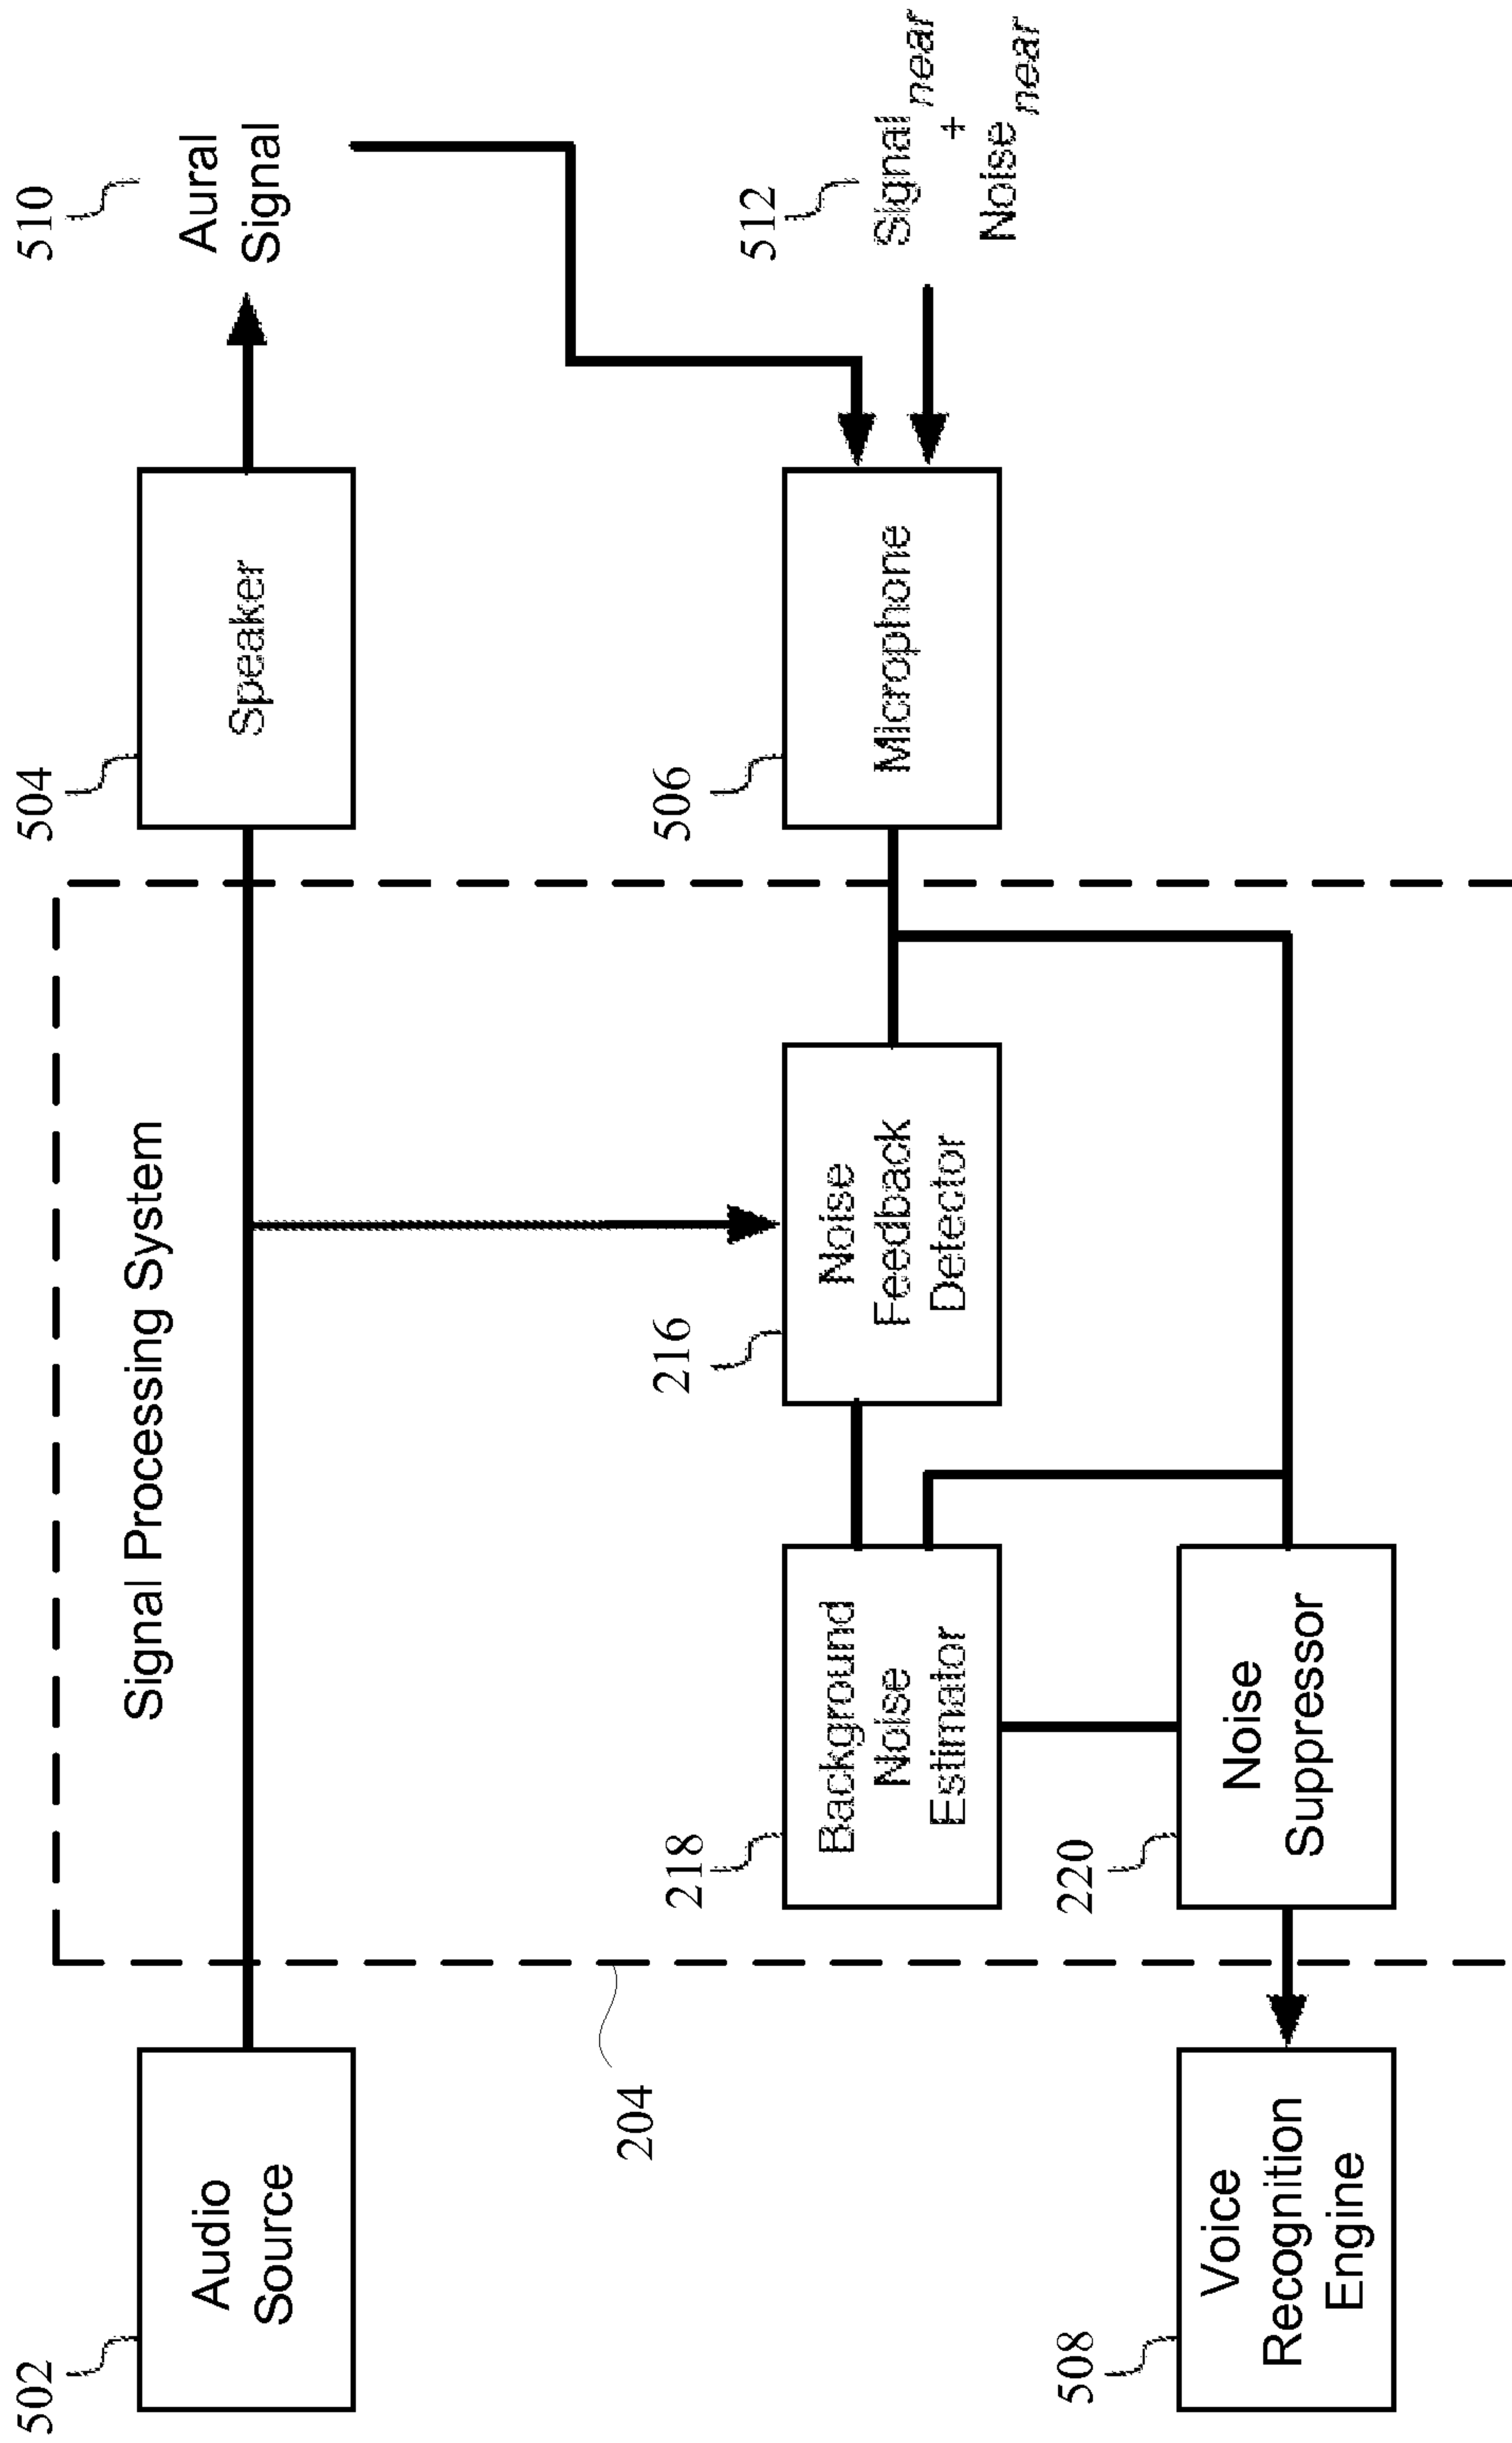 502
Audio
Source
Signal Processing System
504
Speaker
510
Aural
Signal
204
218
Background
Noise
Estimator
216
Noise
Feedback
Detector
506
Microphone
512
Signal near
+
Noise near
508
Voice
Recognition
Engine
220
Noise
Suppressor